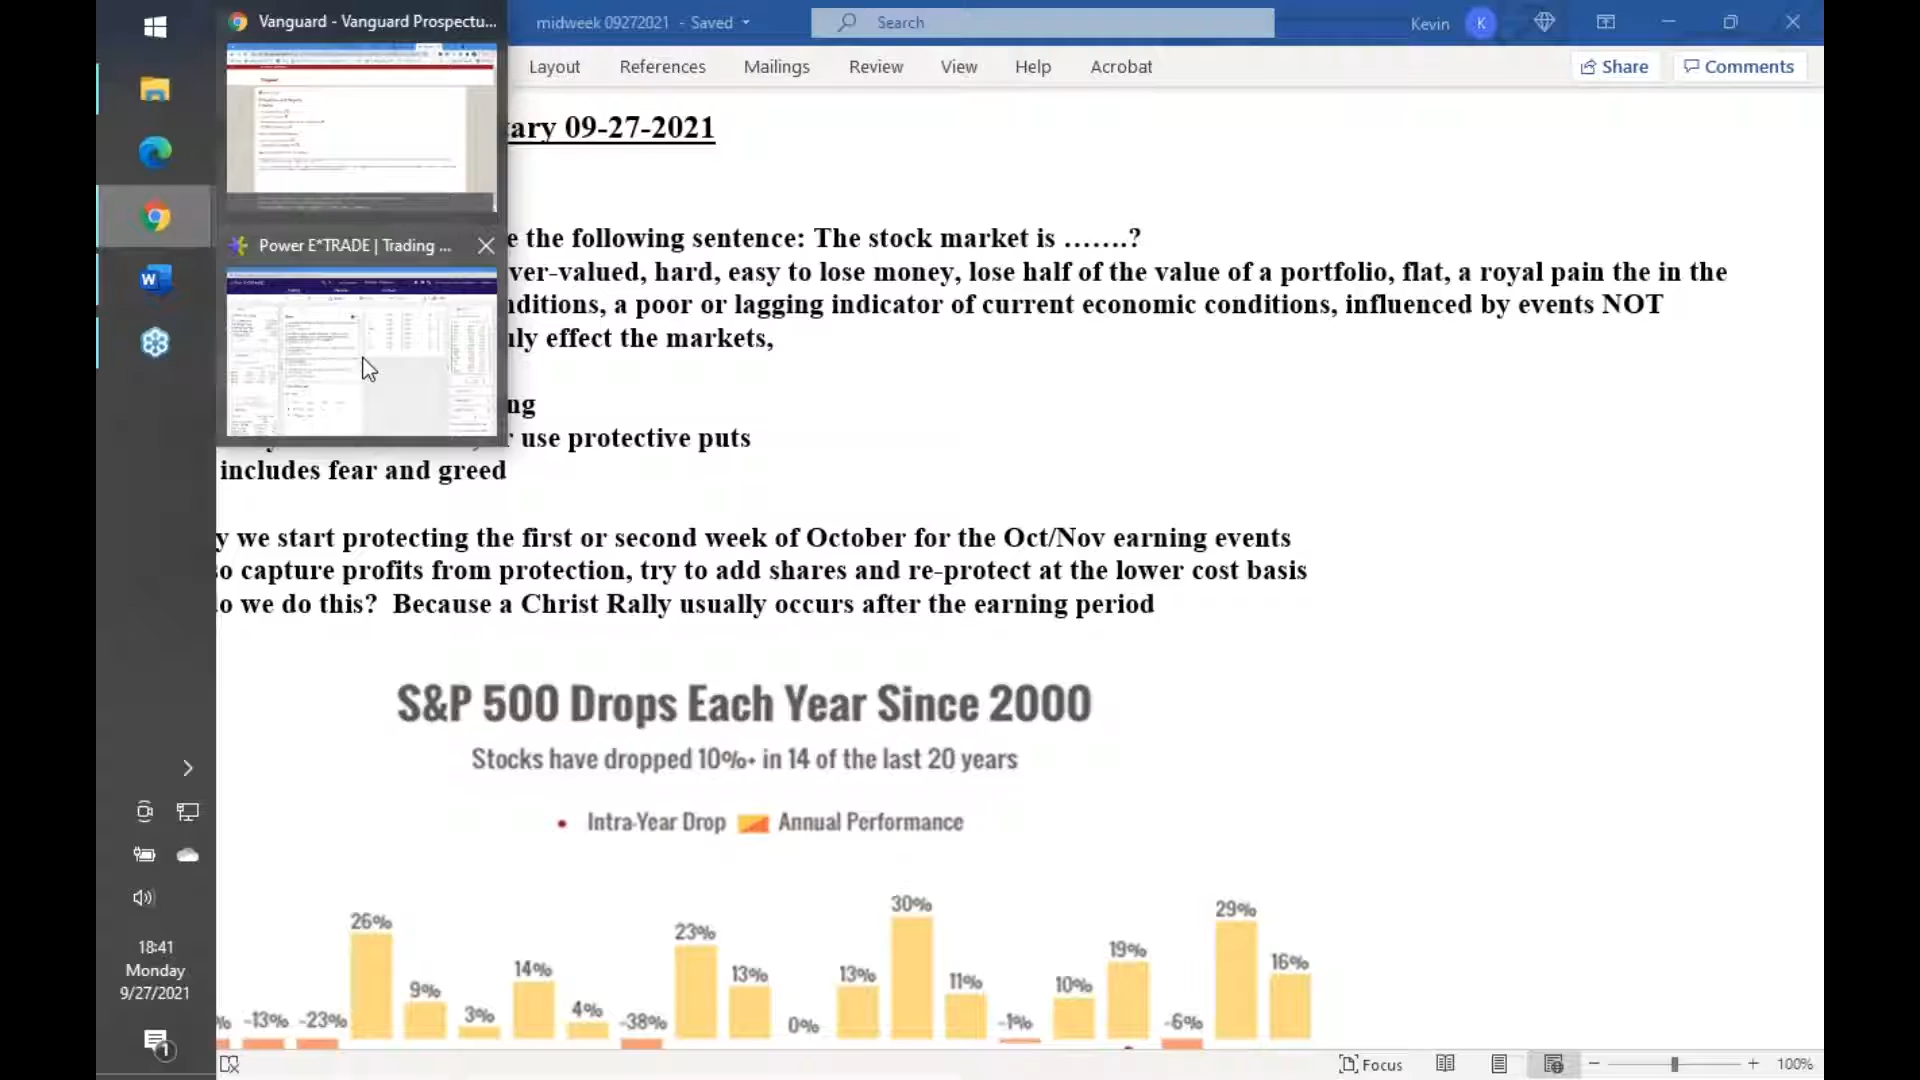 Vanguard - Vanguard Prospectu...
midweek 09272021 - Saved
Search
Kevin
K
Layout
References
Mailings
Review
View
Help
Acrobat
Share
Comments
tary 09-27-2021
Power E*TRADE | Trading ...
e the following sentence: The stock market is …….?
ver-valued, hard, easy to lose money, lose half of the value of a portfolio, flat, a royal pain the in the
nditions, a poor or lagging indicator of current economic conditions, influenced by events NOT
uly effect the markets,
ng
r use protective puts
includes fear and greed
y we start protecting the first or second week of October for the Oct/Nov earning events
so capture profits from protection, try to add shares and re-protect at the lower cost basis
lo we do this? Because a Christ Rally usually occurs after the earning period
S&P 500 Drops Each Year Since 2000
Stocks have dropped 10%+ in 14 of the last 20 years
Intra-Year Drop
Annual Performance
% -13% -23% 26% 9% 3% 14% 4% -38% 23% 13% 0% 13% 30% 11% -1% 10% 19% -6% 29% 16%
18:41
Monday
9/27/2021
1
Focus
100%